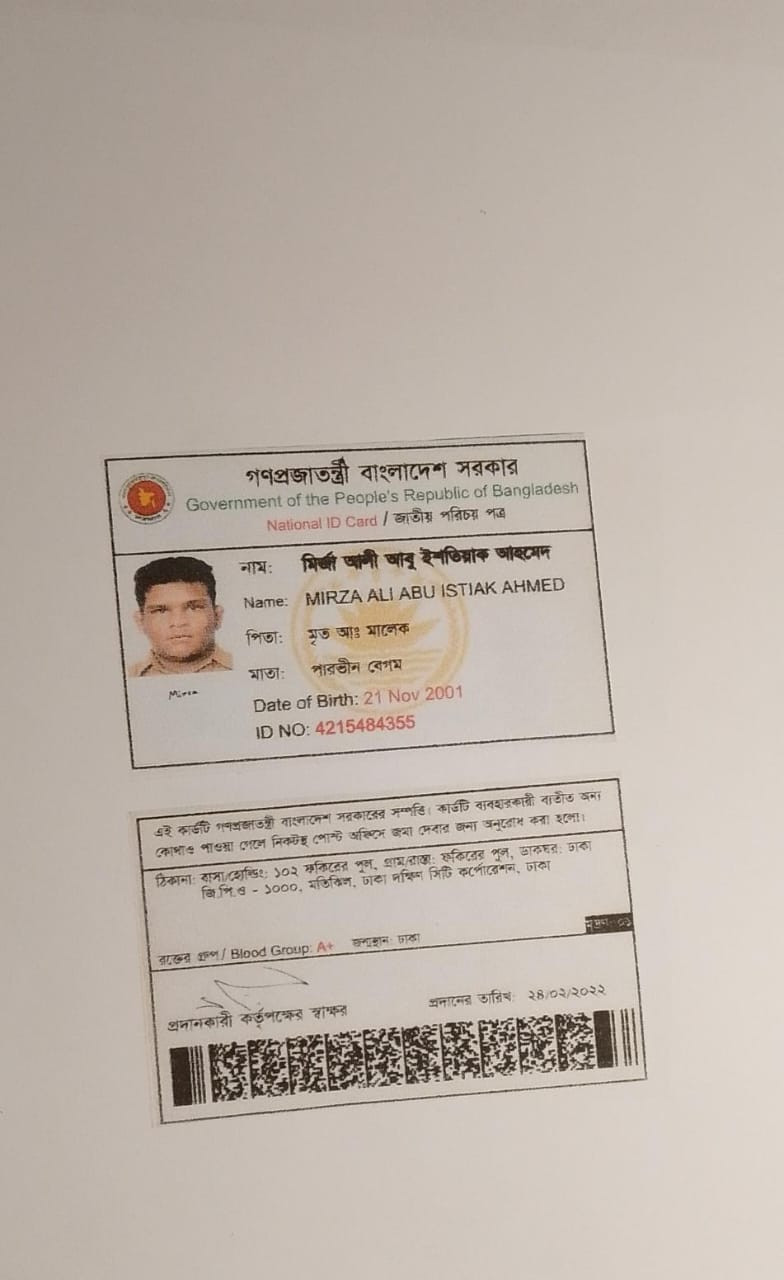 গণপ্রজাতন্ত্রী বাংলাদেশ সরকার
Government of the People's Republic of Bangladesh
National ID Card / জাতীয় পরিচয় পত্র
নাম: মির্জা আলী আবু ইশতিয়াক আহমেদ
Name: MIRZA ALI ABU ISTIAK AHMED
পিতা: মৃত আঃ মালেক
মাতা: পারভীন বেগম
Mirza
Date of Birth: 21 Nov 2001
ID NO: 4215484355
এই কার্ডটি গণপ্রজাতন্ত্রী বাংলাদেশ সরকারের সম্পত্তি। কার্ডটি ব্যবহারকারী ব্যতীত অন্য
কোথাও পাওয়া গেলে নিকটস্থ পোস্ট অফিসে জমা দেবার জন্য অনুরোধ করা হলো।
ঠিকানা: বাসা/হোল্ডিং: ১০২ ফকিরের পুল, গ্রাম/রাস্তা: ফকিরের পুল, ডাকঘর: ঢাকা
জি.পি.ও - ১০০০, মতিঝিল, ঢাকা দক্ষিণ সিটি কর্পোরেশন, ঢাকা
রক্তের গ্রুপ / Blood Group: A+ জন্মস্থান: ঢাকা
প্রদানকারী কর্তৃপক্ষের স্বাক্ষর প্রদানের তারিখ: ২৪/০২/২০২২